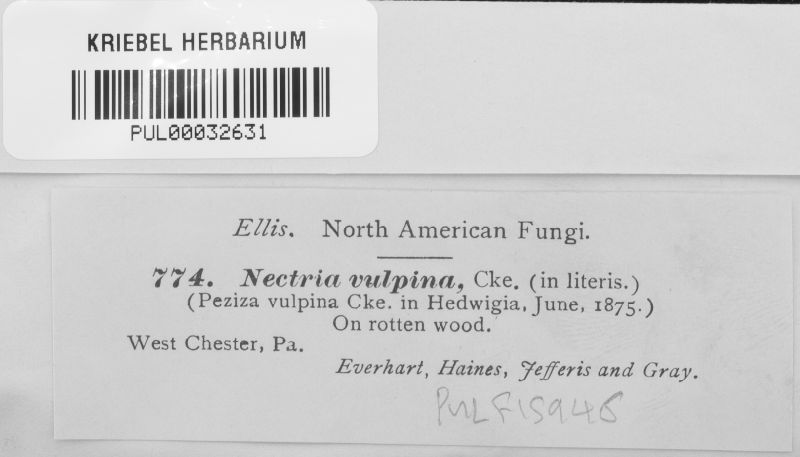 KRIEBEL HERBARIUM
PUL00032631
Ellis. North American Fungi.
774. Nectria vulpina, Cke. (in literis.)
(Peziza vulpina Cke. in Hedwigia, June, 1875.)
On rotten wood.
West Chester, Pa.
Everhart, Haines, Jefferis and Gray.
PUL F15945